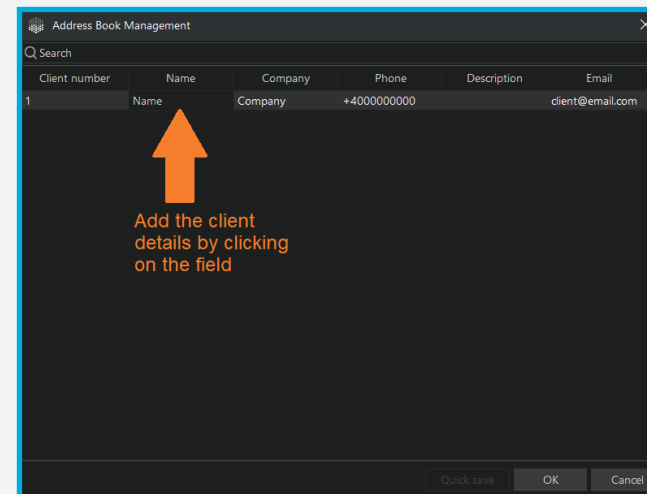 Address Book Management
Search
Client number Name Company Phone Description Email
1 Name Company +4000000000 client@email.com
Add the client
details by clicking
on the field
Quick save OK Cancel